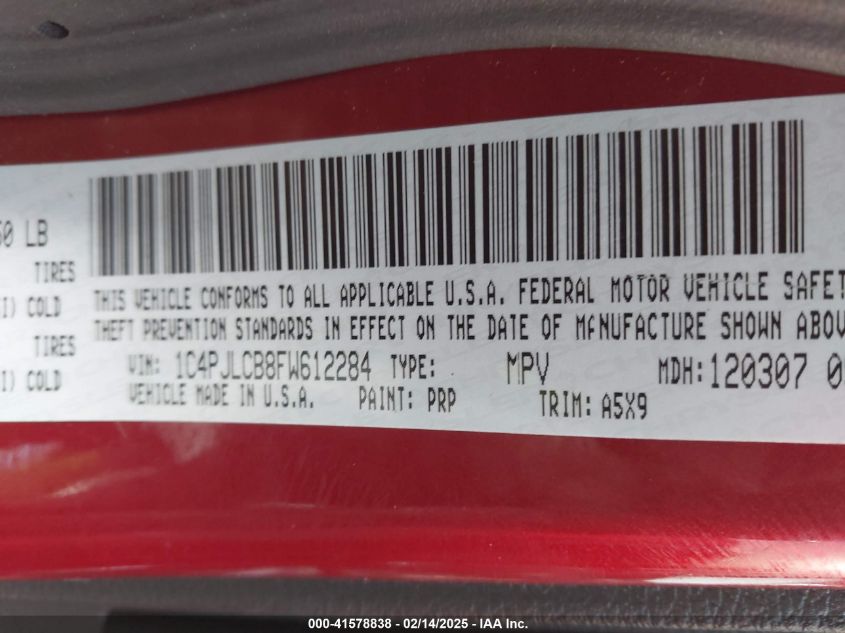 50 LB
TIRES
I) COLD
TIRES
I) COLD
THIS VEHICLE CONFORMS TO ALL APPLICABLE U.S.A. FEDERAL MOTOR VEHICLE SAFET
THEFT PREVENTION STANDARDS IN EFFECT ON THE DATE OF MANUFACTURE SHOWN ABOV
VIN: 1C4PJLCB8FW612284 TYPE: MPV MDH: 120307 0
VEHICLE MADE IN U.S.A. PAINT: PRP TRIM: A5X9
000-41578838 - 02/14/2025 - IAA Inc.